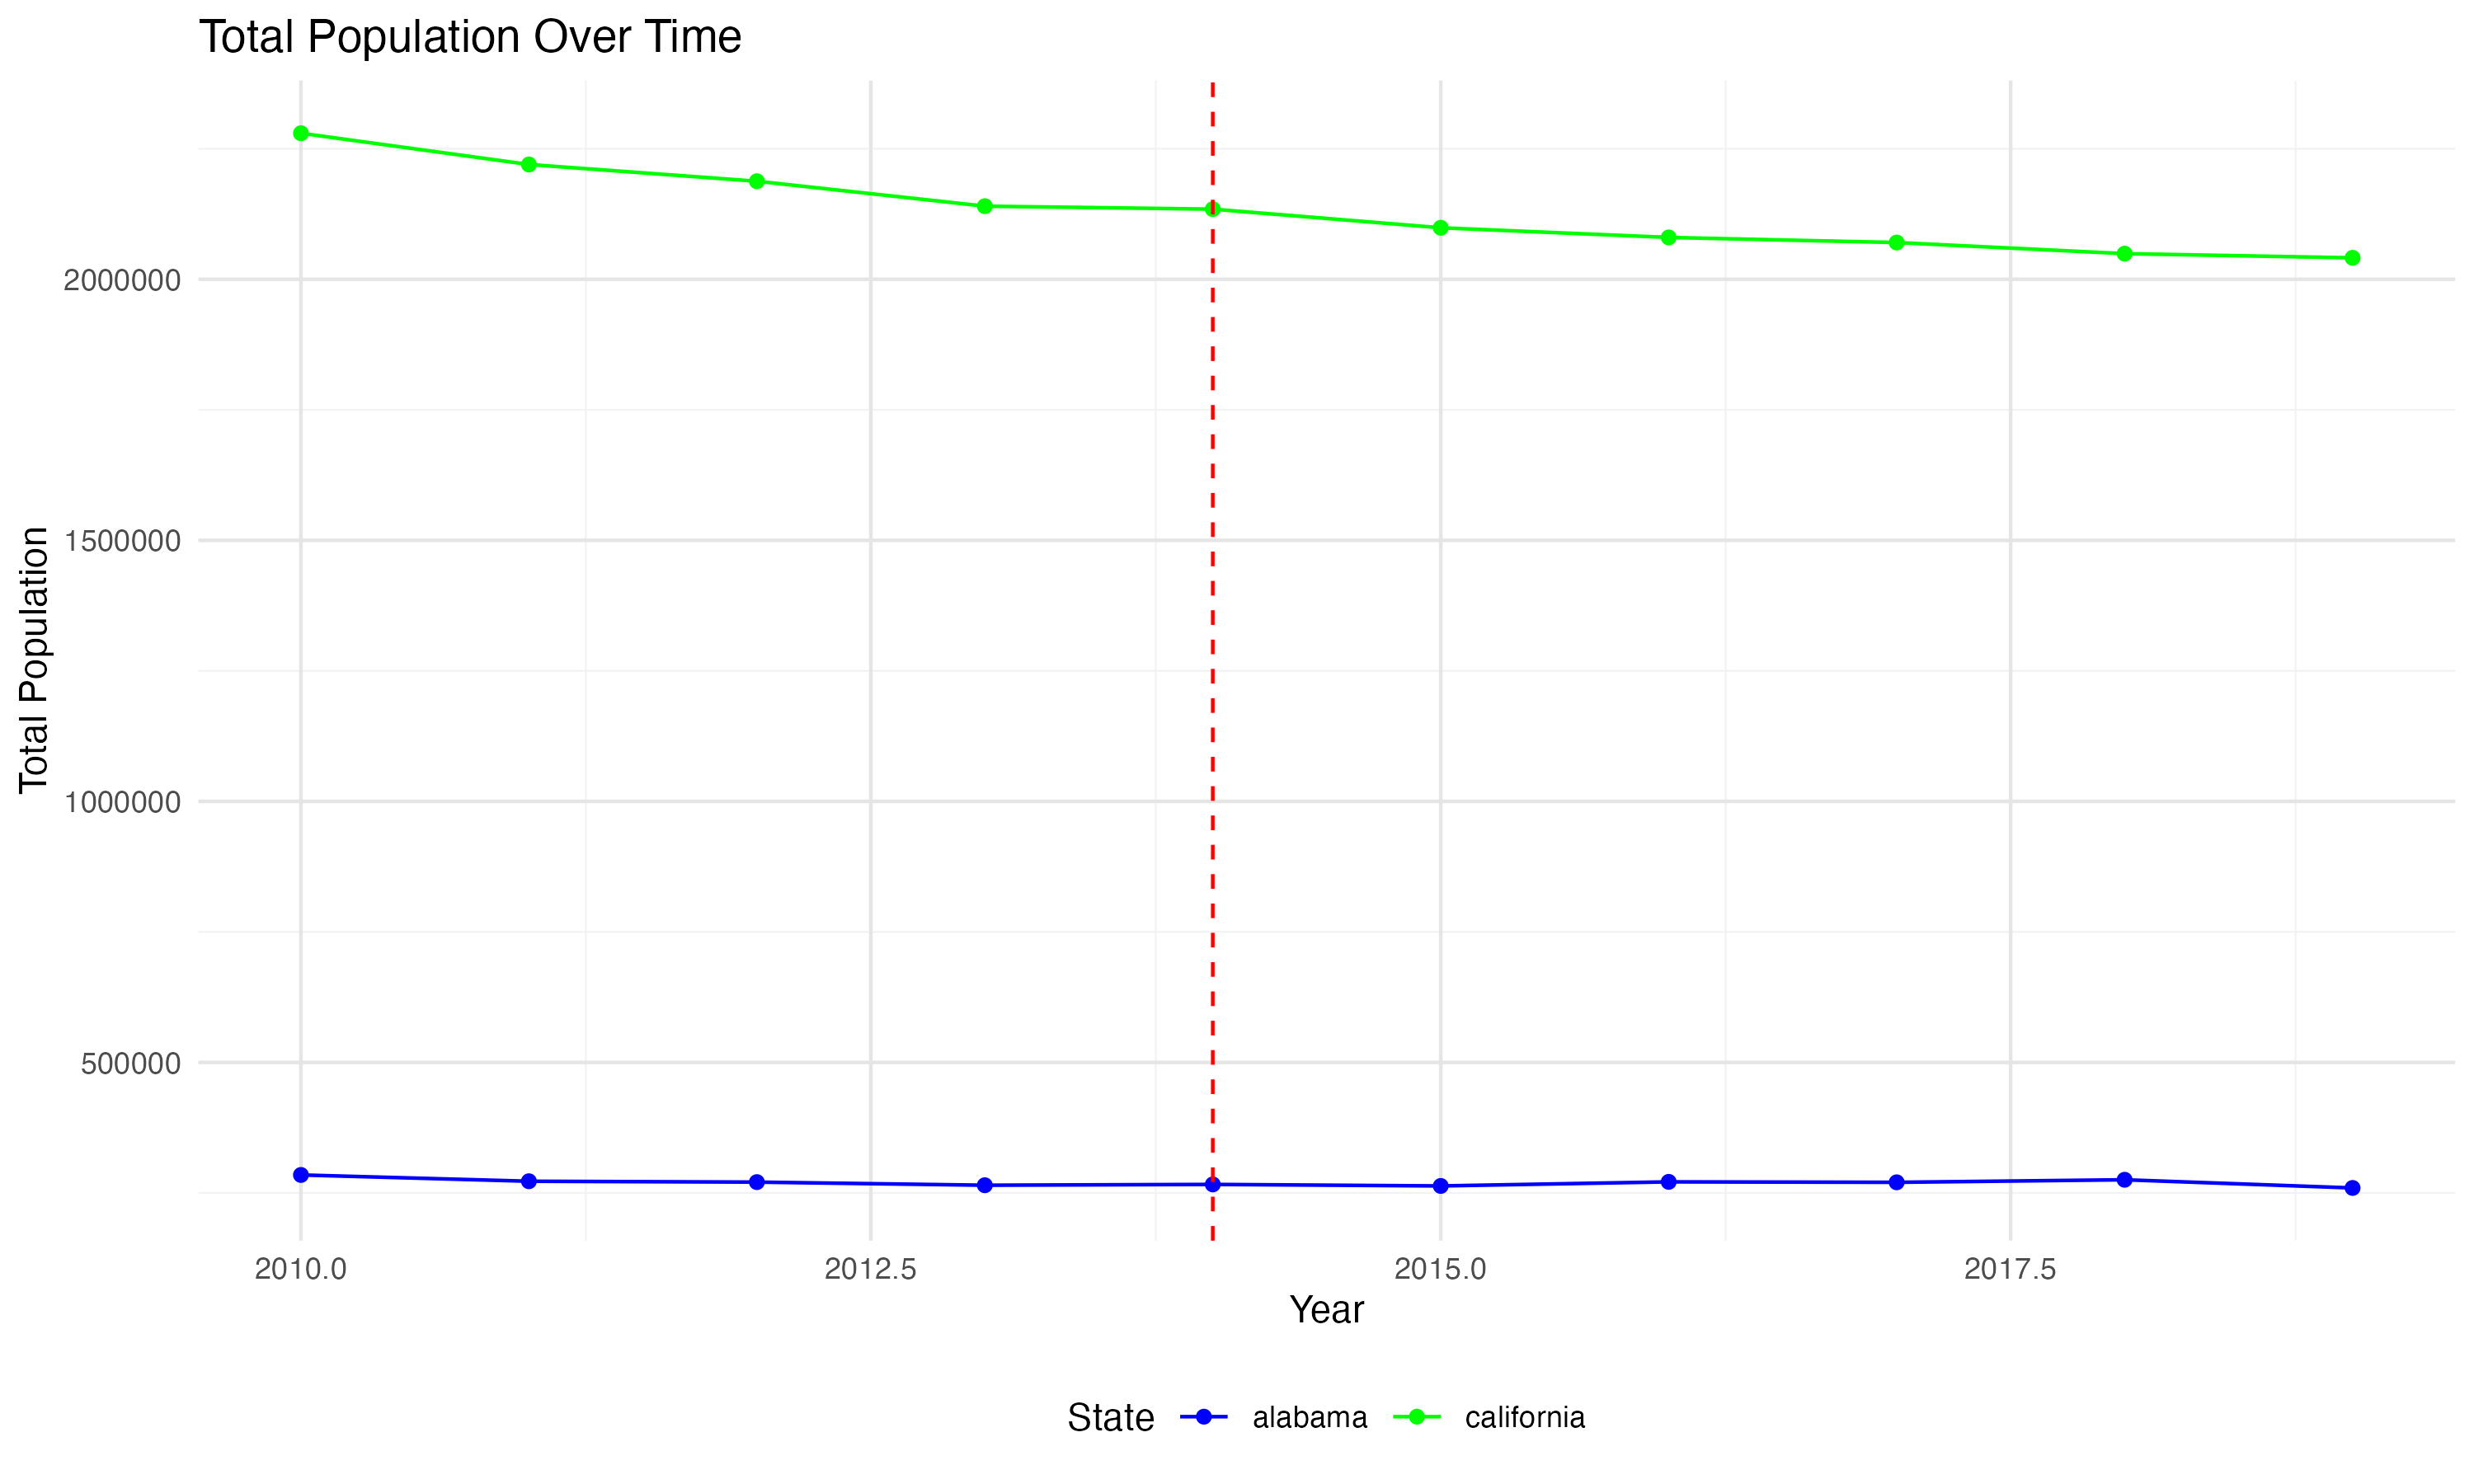 Total Population Over Time
Total Population
2000000
1500000
1000000
500000
2010.0 2012.5 2015.0 2017.5
Year
State alabama california